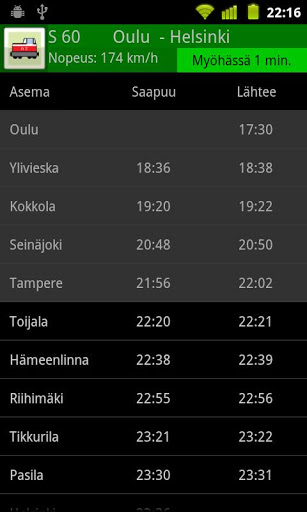 22:16
S 60 Oulu - Helsinki
Nopeus: 174 km/h Myöhässä 1 min.
Asema Saapuu Lähtee
Oulu 17:30
Ylivieska 18:36 18:38
Kokkola 19:20 19:22
Seinäjoki 20:48 20:50
Tampere 21:56 22:02
Toijala 22:20 22:21
Hämeenlinna 22:38 22:39
Riihimäki 22:55 22:56
Tikkurila 23:21 23:22
Pasila 23:30 23:31
Helsinki 23:36